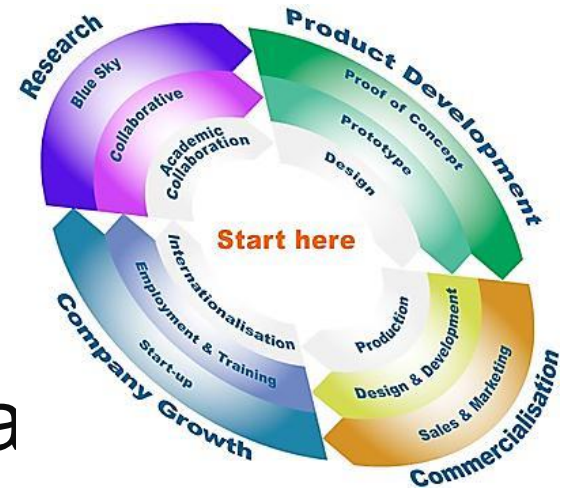 Research
Blue Sky
Collaborative
Academic
Collaboration
Product Development
Proof of Concept
Prototype
Design
Start here
Production
Design & Development
Sales & Marketing
Commercialisation
Internationalisation
Employment & Training
Start-up
Company Growth
a